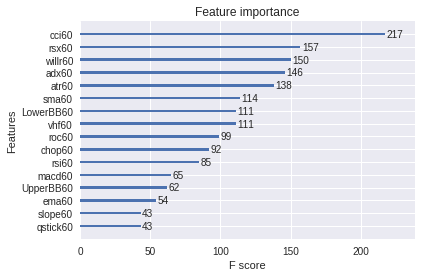 Feature importance
Features
cci60 217
rsx60 157
willr60 150
adx60 146
atr60 138
sma60 114
LowerBB60 111
vhf60 111
roc60 99
chop60 92
rsi60 85
macd60 65
UpperBB60 62
ema60 54
slope60 43
qstick60 43
0 50 100 150 200
F score